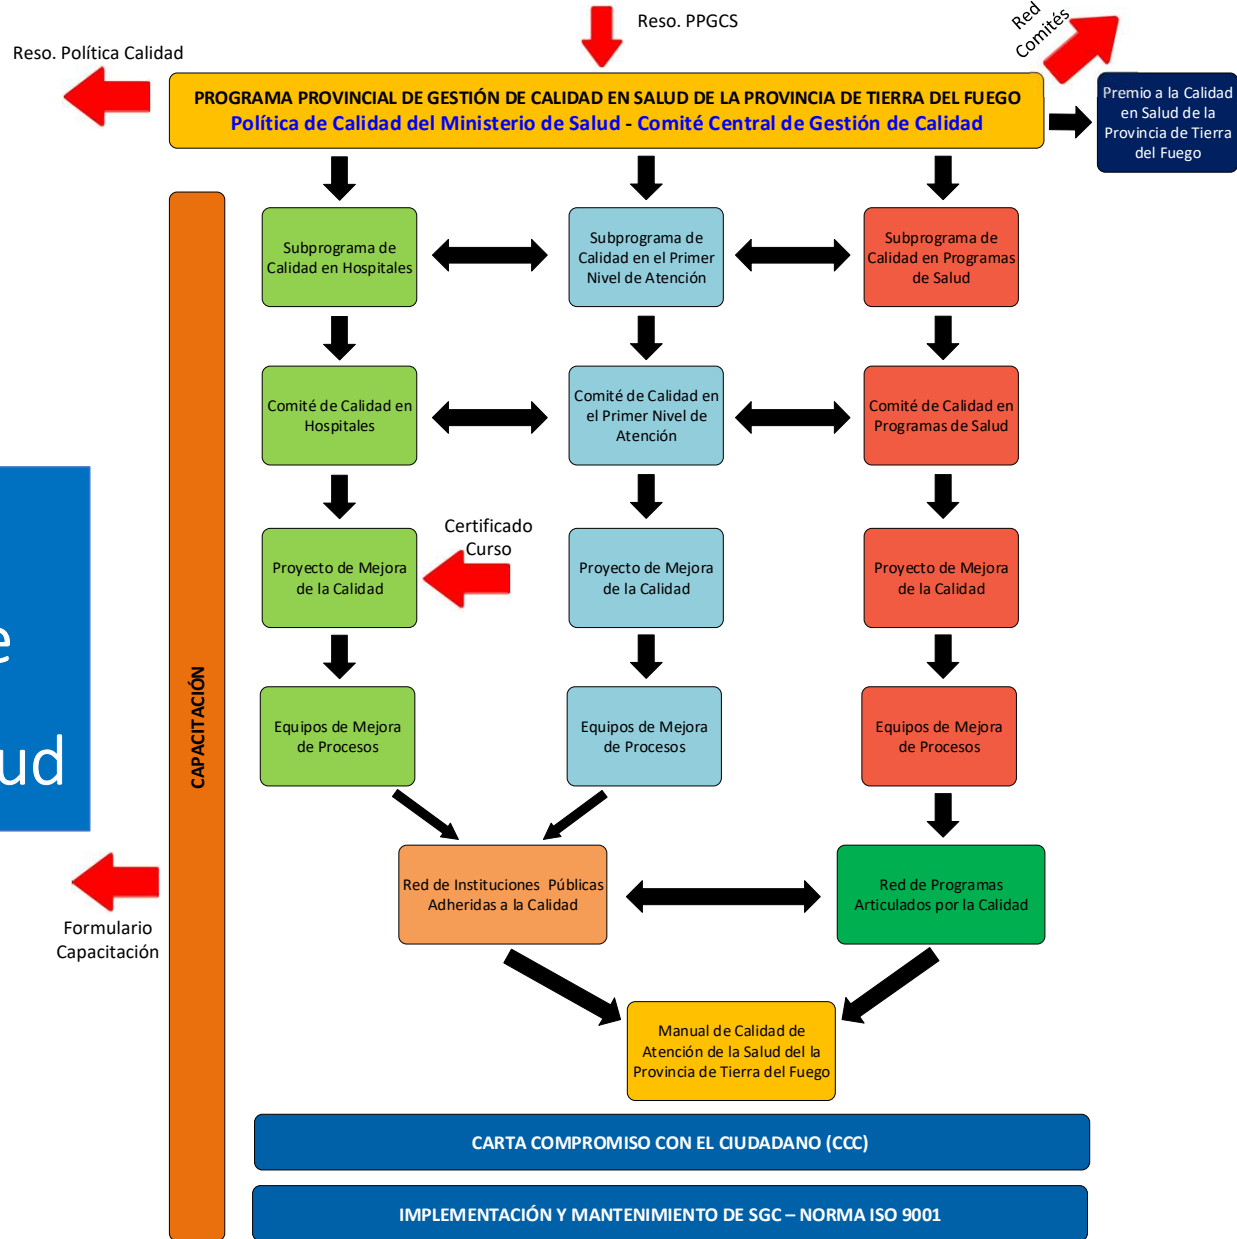 Reso. PPGCS
Red
Comités
Reso. Política Calidad
PROGRAMA PROVINCIAL DE GESTIÓN DE CALIDAD EN SALUD DE LA PROVINCIA DE TIERRA DEL FUEGO
Política de Calidad del Ministerio de Salud - Comité Central de Gestión de Calidad
Premio a la Calidad
en Salud de la
Provincia de Tierra
del Fuego
Subprograma de
Calidad en Hospitales
Subprograma de
Calidad en el Primer
Nivel de Atención
Subprograma de
Calidad en Programas
de Salud
Comité de Calidad en
Hospitales
Comité de Calidad en
el Primer Nivel de
Atención
Comité de Calidad en
Programas de Salud
Certificado
Curso
Proyecto de Mejora
de la Calidad
Proyecto de Mejora
de la Calidad
Proyecto de Mejora
de la Calidad
e
ud
CAPACITACIÓN
Equipos de Mejora
de Procesos
Equipos de Mejora
de Procesos
Equipos de Mejora
de Procesos
Red de Instituciones Públicas
Adheridas a la Calidad
Red de Programas
Articulados por la Calidad
Formulario
Capacitación
Manual de Calidad de
Atención de la Salud del la
Provincia de Tierra del Fuego
CARTA COMPROMISO CON EL CIUDADANO (CCC)
IMPLEMENTACIÓN Y MANTENIMIENTO DE SGC – NORMA ISO 9001